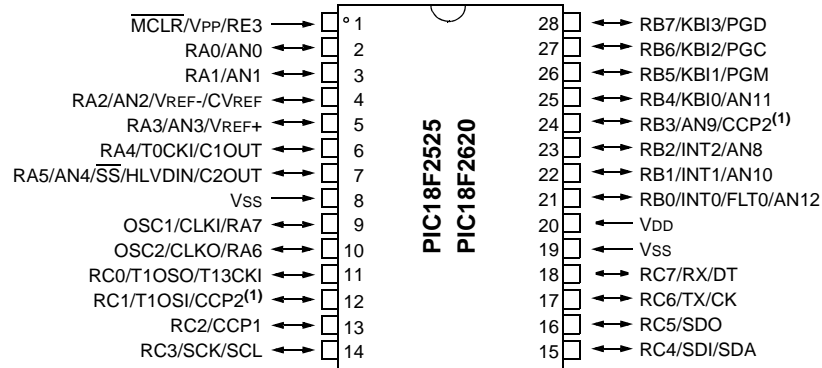 MCLR/VPP/RE3 1
RA0/AN0 2
RA1/AN1 3
RA2/AN2/VREF-/CVREF 4
RA3/AN3/VREF+ 5
RA4/T0CKI/C1OUT 6
RA5/AN4/SS/HLVDIN/C2OUT 7
VSS 8
OSC1/CLKI/RA7 9
OSC2/CLKO/RA6 10
RC0/T1OSO/T13CKI 11
RC1/T1OSI/CCP2(1) 12
RC2/CCP1 13
RC3/SCK/SCL 14
PIC18F2525
PIC18F2620
28 RB7/KBI3/PGD
27 RB6/KBI2/PGC
26 RB5/KBI1/PGM
25 RB4/KBI0/AN11
24 RB3/AN9/CCP2(1)
23 RB2/INT2/AN8
22 RB1/INT1/AN10
21 RB0/INT0/FLT0/AN12
20 VDD
19 VSS
18 RC7/RX/DT
17 RC6/TX/CK
16 RC5/SDO
15 RC4/SDI/SDA